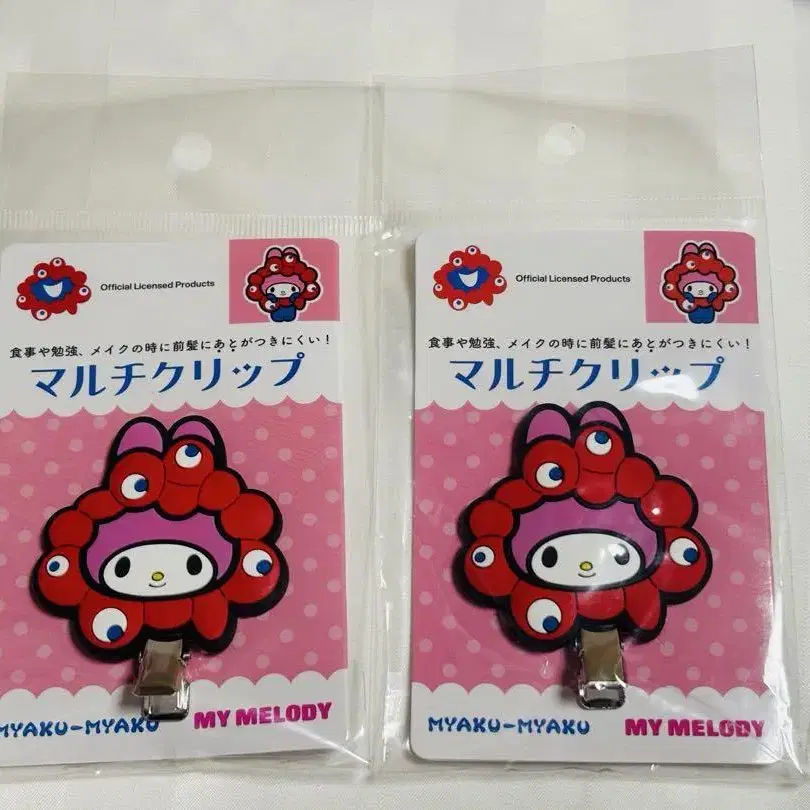 Official Licensed Products
食事や勉強、メイクの時に前髪にあとがつきにくい！
マルチクリップ
MYAKU-MYAKU
MY MELODY
Official Licensed Products
食事や勉強、メイクの時に前髪にあとがつきにくい！
マルチクリップ
MYAKU-MYAKU
MY MELODY